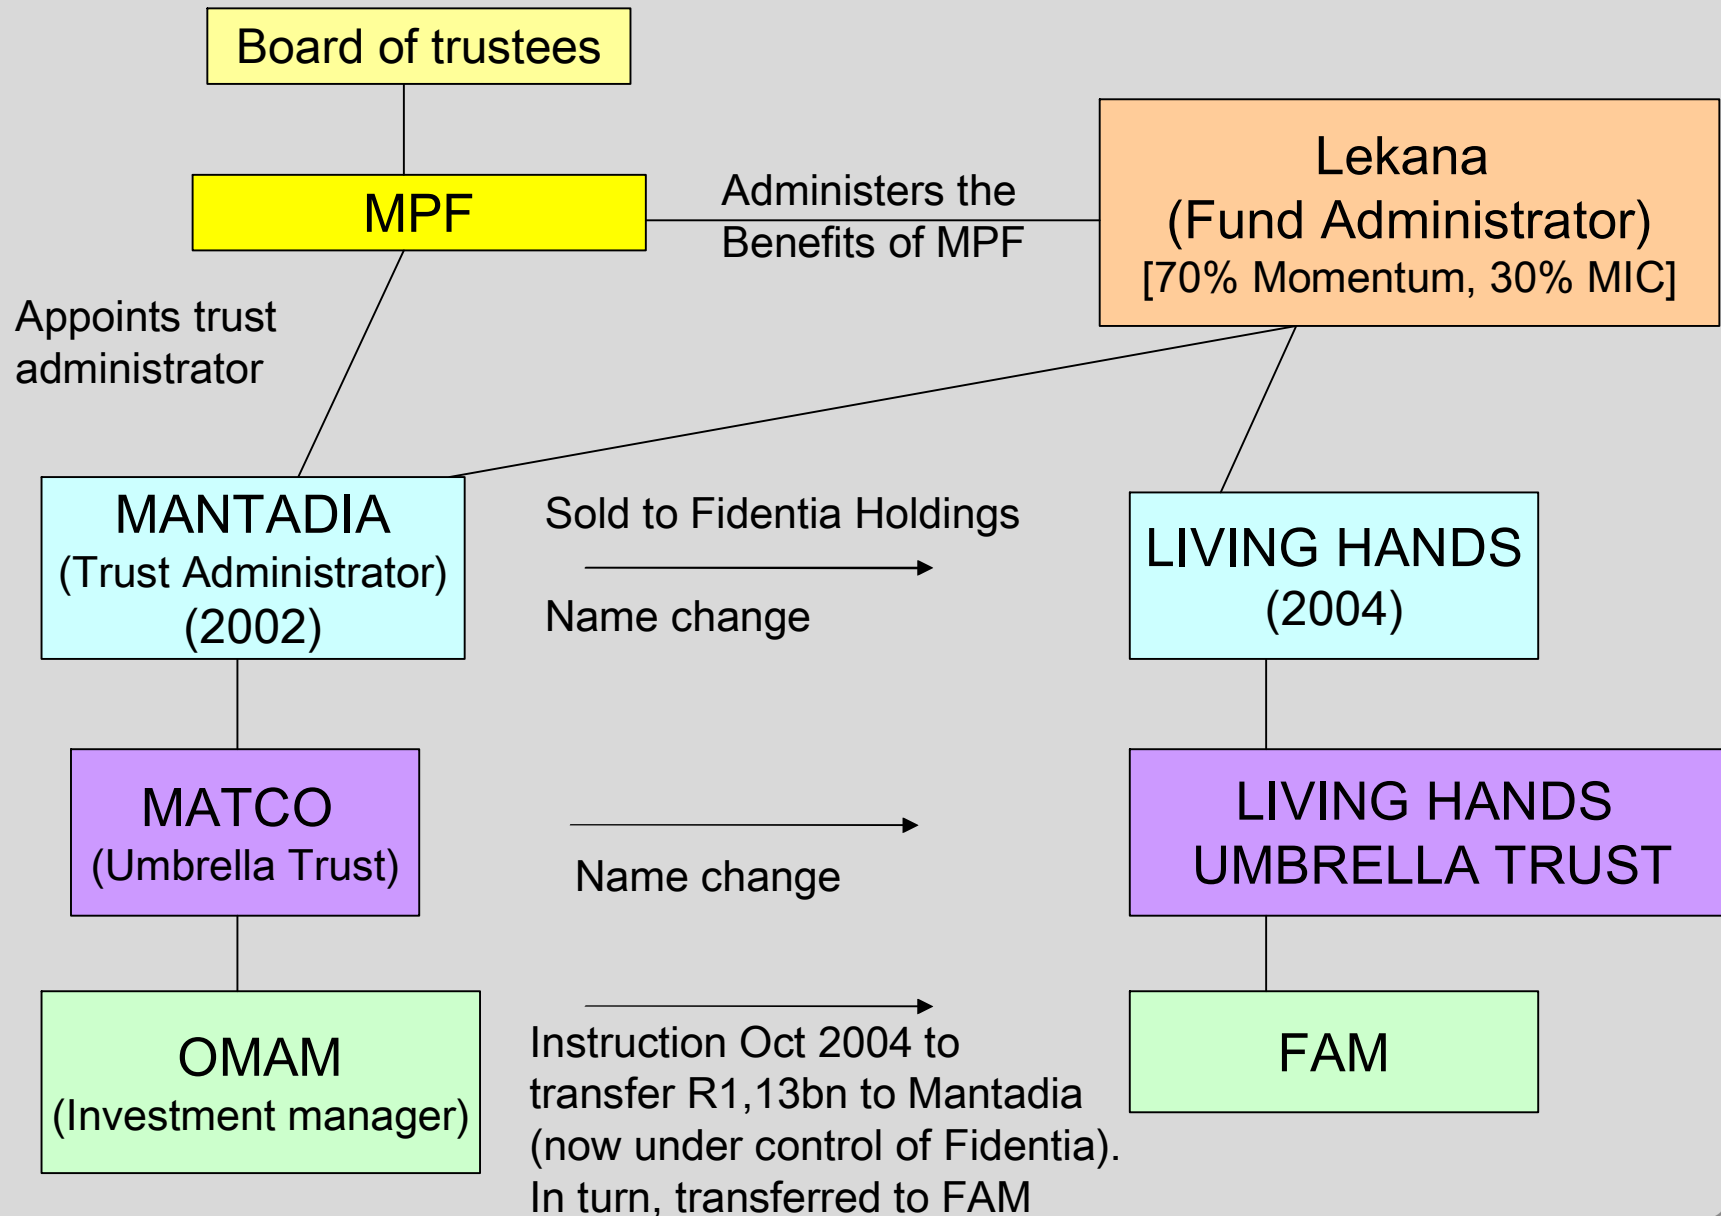 Board of trustees
MPF
Administers the
Benefits of MPF
Lekana
(Fund Administrator)
[70% Momentum, 30% MIC]
Appoints trust
administrator
MANTADIA
(Trust Administrator)
(2002)
Sold to Fidentia Holdings
Name change
LIVING HANDS
(2004)
MATCO
(Umbrella Trust)
Name change
LIVING HANDS
UMBRELLA TRUST
OMAM
(Investment manager)
Instruction Oct 2004 to
transfer R1,13bn to Mantadia
(now under control of Fidentia).
In turn, transferred to FAM
FAM